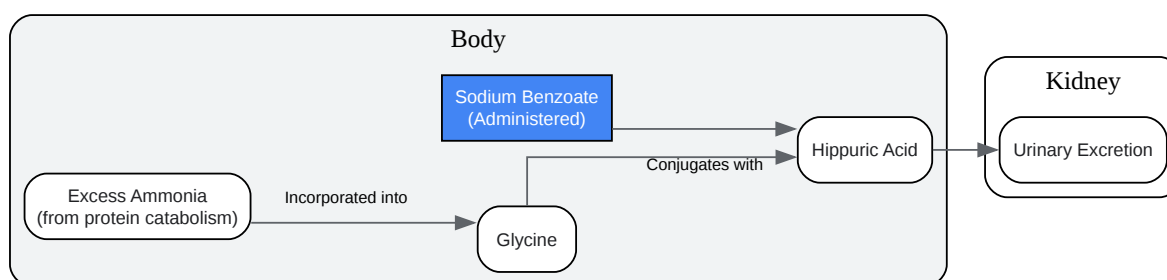 Body
Kidney
Sodium Benzoate
(Administered)
Hippuric Acid
Urinary Excretion
Conjugates with
Excess Ammonia
(from protein catabolism)
Incorporated into
Glycine